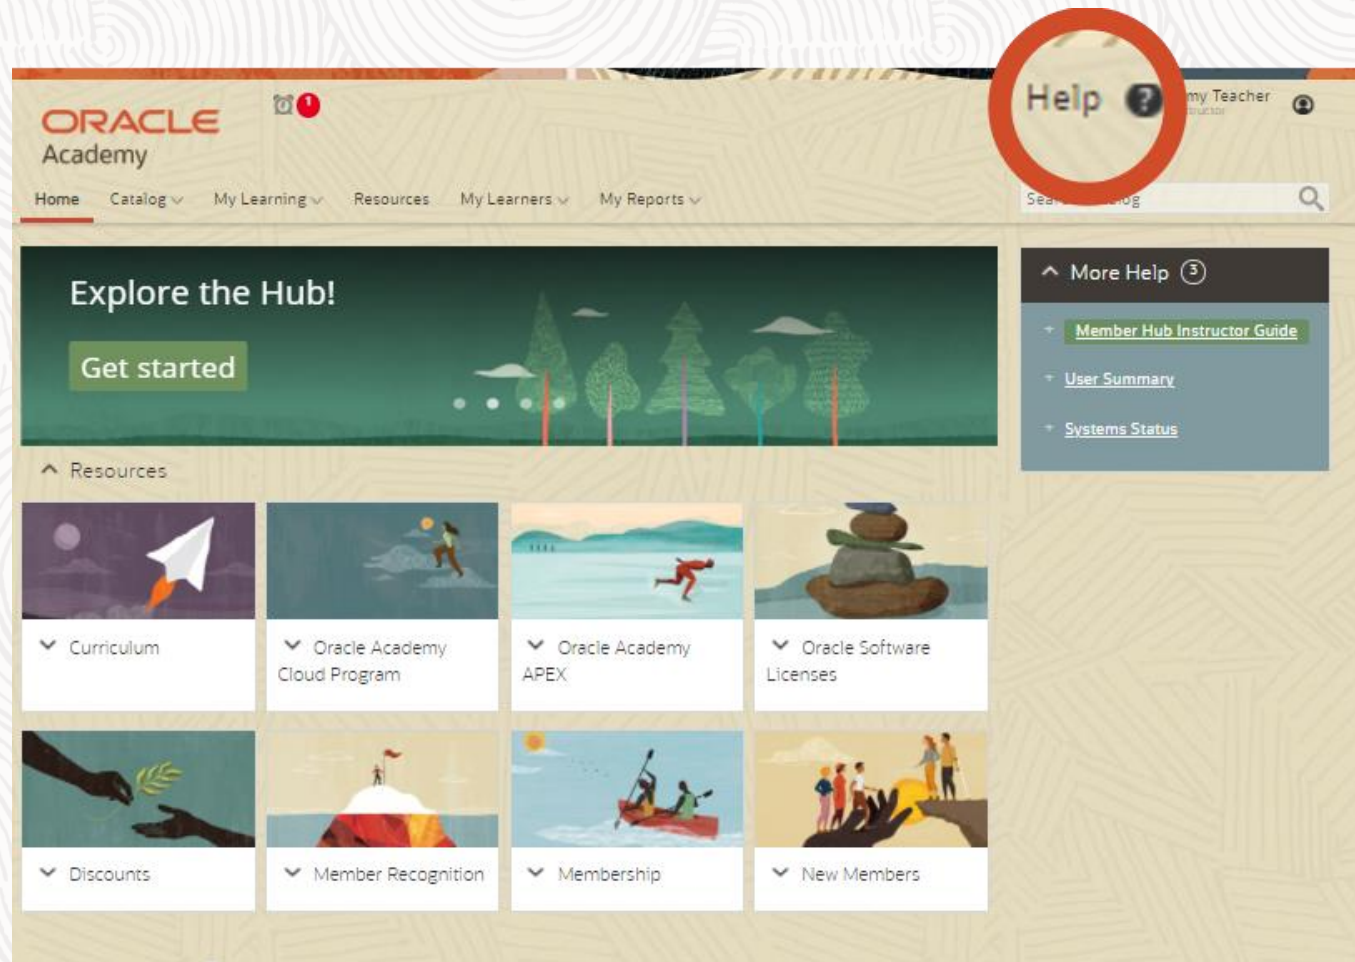 Help ?
my Teacher
1
ORACLE
Academy
Home Catalog My Learning Resources My Learners My Reports
Explore the Hub!
Get started
More Help 3
Member Hub Instructor Guide
User Summary
Systems Status
Resources
Curriculum
Oracle Academy
Cloud Program
Oracle Academy
APEX
Oracle Software
Licenses
Discounts
Member Recognition
Membership
New Members